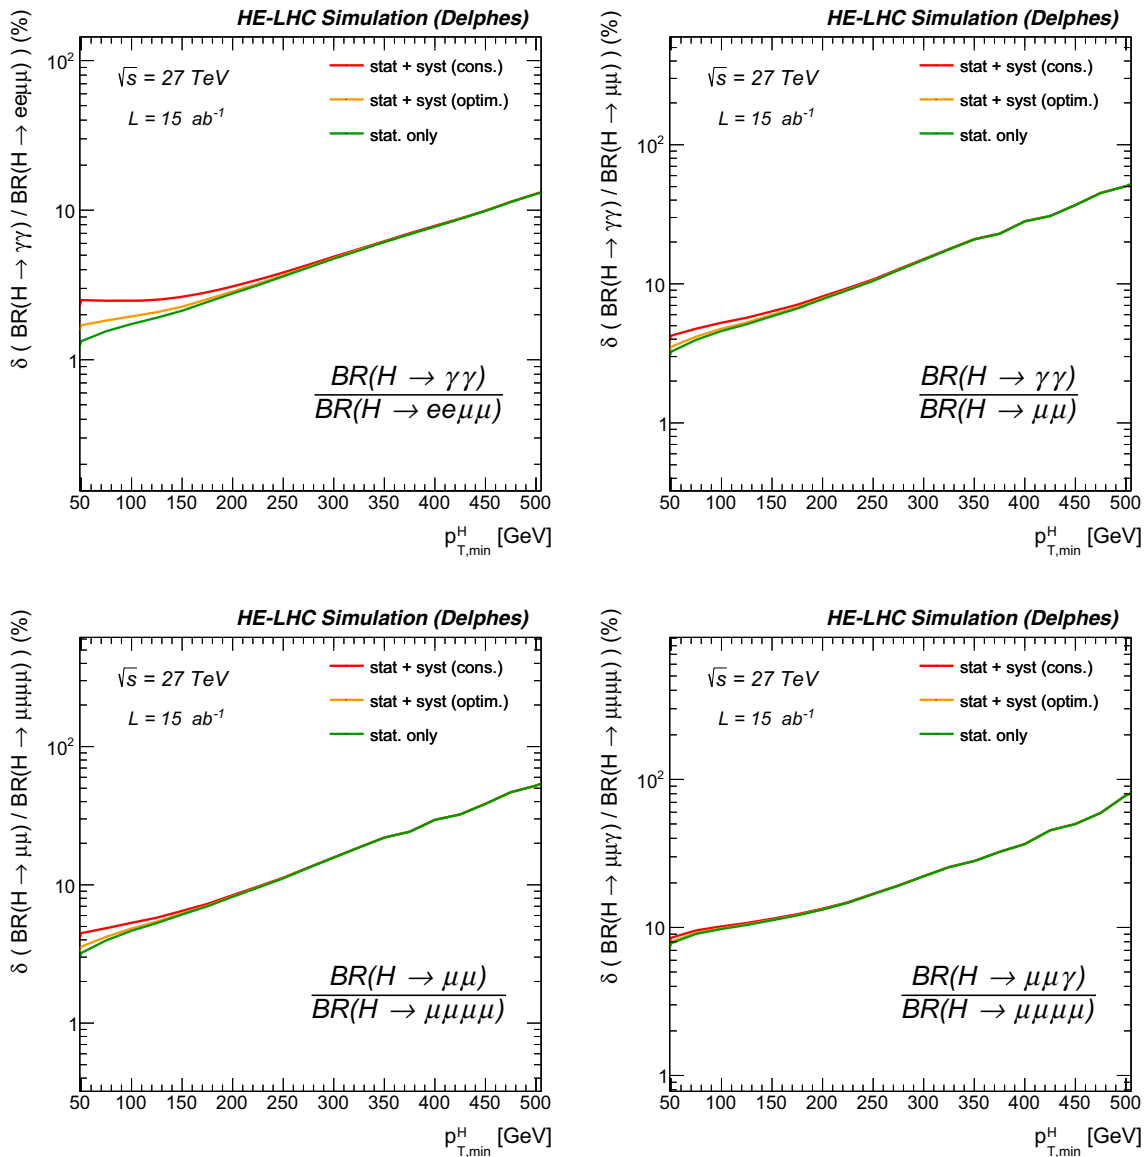 HE-LHC Simulation (Delphes)
δ ( BR(H → γγ) / BR(H → eeμμ) ) (%)
√s = 27 TeV
L = 15 ab⁻¹
stat + syst (cons.)
stat + syst (optim.)
stat. only
10²
10
1
BR(H → γγ)
BR(H → eeμμ)
50 100 150 200 250 300 350 400 450 500
p^H_T,min [GeV]
HE-LHC Simulation (Delphes)
δ ( BR(H → γγ) / BR(H → μμ) ) (%)
√s = 27 TeV
L = 15 ab⁻¹
stat + syst (cons.)
stat + syst (optim.)
stat. only
10²
10
1
BR(H → γγ)
BR(H → μμ)
50 100 150 200 250 300 350 400 450 500
p^H_T,min [GeV]
HE-LHC Simulation (Delphes)
δ ( BR(H → μμ) / BR(H → μμμμ) ) (%)
√s = 27 TeV
L = 15 ab⁻¹
stat + syst (cons.)
stat + syst (optim.)
stat. only
10²
10
1
BR(H → μμ)
BR(H → μμμμ)
50 100 150 200 250 300 350 400 450 500
p^H_T,min [GeV]
HE-LHC Simulation (Delphes)
δ ( BR(H → μμγ) / BR(H → μμμμ) ) (%)
√s = 27 TeV
L = 15 ab⁻¹
stat + syst (cons.)
stat + syst (optim.)
stat. only
10²
10
1
BR(H → μμγ)
BR(H → μμμμ)
50 100 150 200 250 300 350 400 450 500
p^H_T,min [GeV]